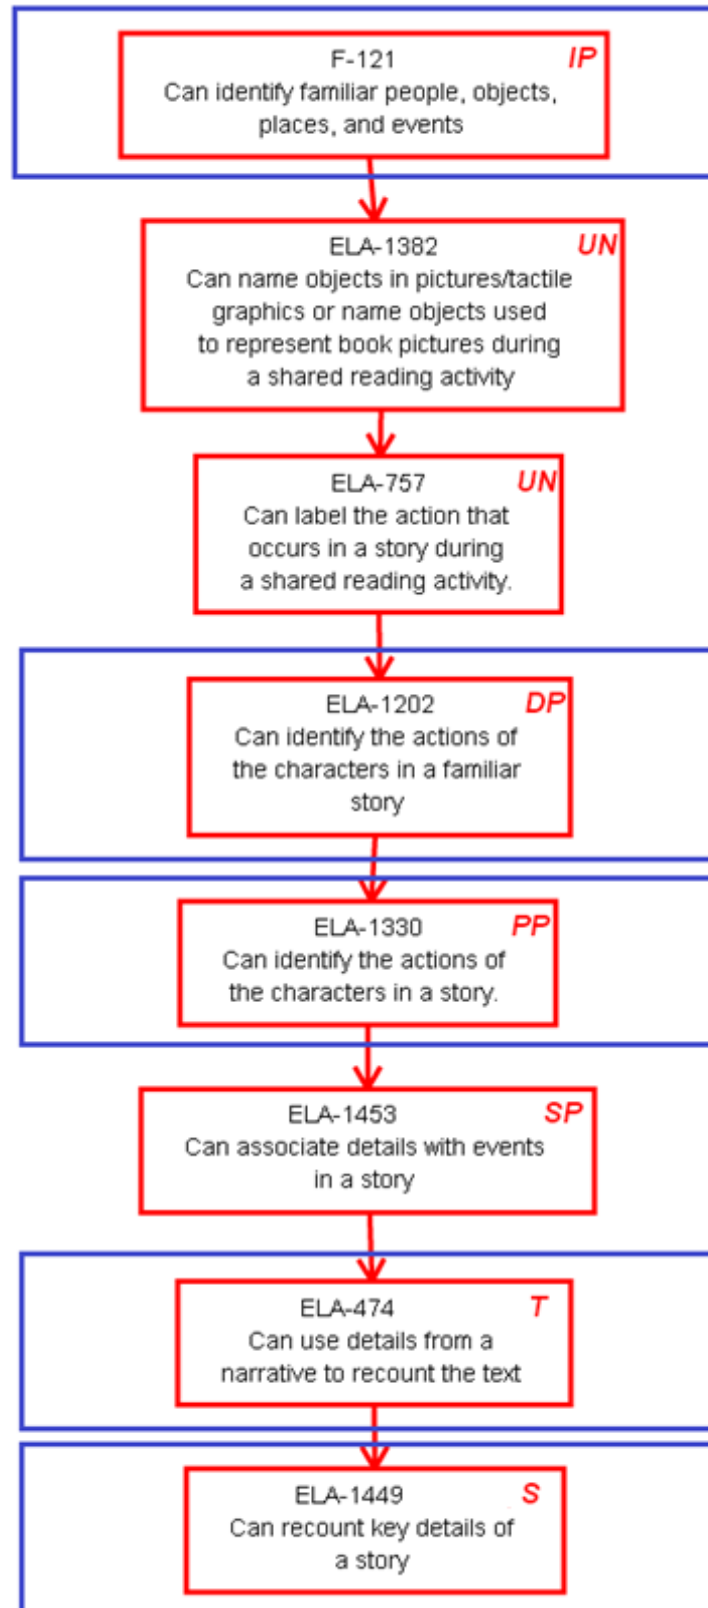 F-121 IP
Can identify familiar people, objects,
places, and events
ELA-1382 UN
Can name objects in pictures/tactile
graphics or name objects used
to represent book pictures during
a shared reading activity
ELA-757 UN
Can label the action that
occurs in a story during
a shared reading activity.
ELA-1202 DP
Can identify the actions of
the characters in a familiar
story
ELA-1330 PP
Can identify the actions of
the characters in a story.
ELA-1453 SP
Can associate details with events
in a story
ELA-474 T
Can use details from a
narrative to recount the text
ELA-1449 S
Can recount key details of
a story